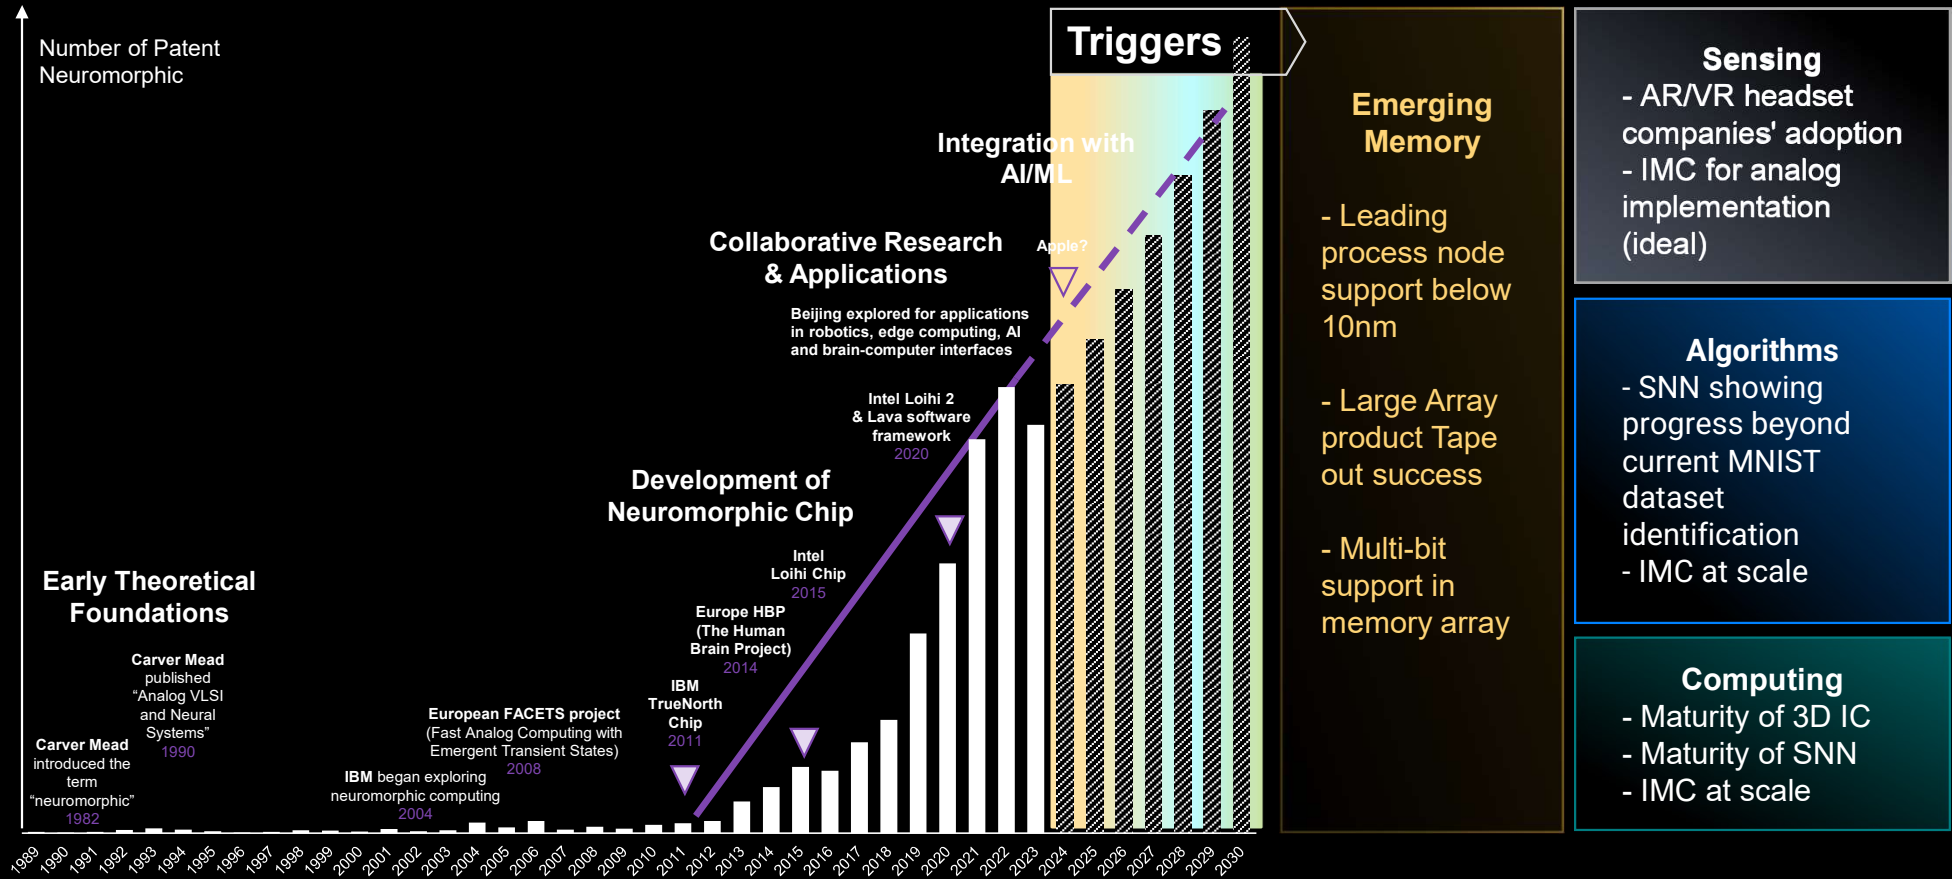 Number of Patent
Neuromorphic
Triggers
Integration with
AI/ML
Apple?
Collaborative Research
& Applications
Beijing explored for applications
in robotics, edge computing, AI
and brain-computer interfaces
Intel Loihi 2
& Lava software
framework
2020
Development of
Neuromorphic Chip
Intel
Loihi Chip
2015
Europe HBP
(The Human
Brain Project)
2014
IBM
TrueNorth
Chip
2011
European FACETS project
(Fast Analog Computing with
Emergent Transient States)
2008
IBM began exploring
neuromorphic computing
2004
Early Theoretical
Foundations
Carver Mead
published
“Analog VLSI
and Neural
Systems”
1990
Carver Mead
introduced the
term
“neuromorphic”
1982
1989 1990 1991 1992 1993 1994 1995 1996 1997 1998 1999 2000 2001 2002 2003 2004 2005 2006 2007 2008 2009 2010 2011 2012 2013 2014 2015 2016 2017 2018 2019 2020 2021 2022 2023 2024 2025 2026 2027 2028 2029 2030
Emerging
Memory
- Leading
process node
support below
10nm
- Large Array
product Tape
out success
- Multi-bit
support in
memory array
Sensing
- AR/VR headset
companies' adoption
- IMC for analog
implementation
(ideal)
Algorithms
- SNN showing
progress beyond
current MNIST
dataset
identification
- IMC at scale
Computing
- Maturity of 3D IC
- Maturity of SNN
- IMC at scale